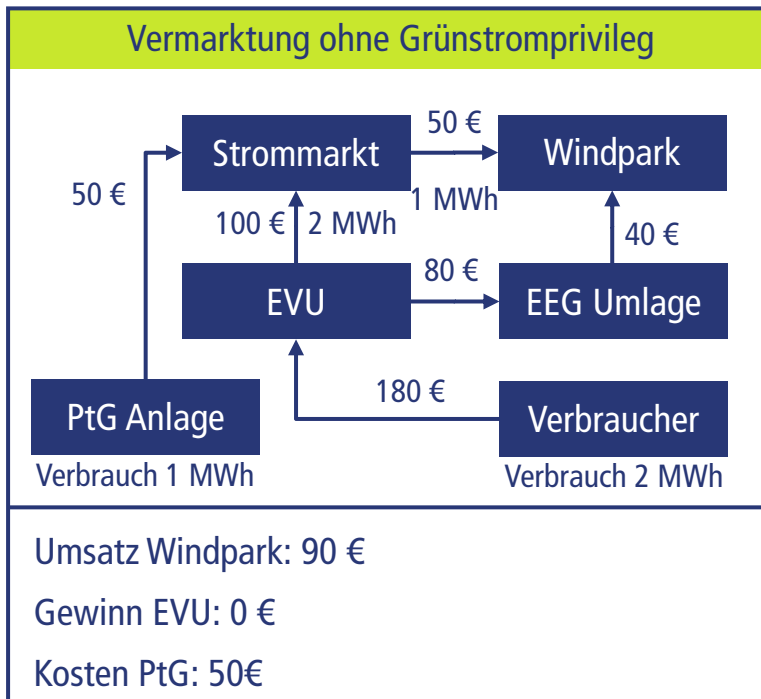 Vermarktung ohne Grünstromprivileg
50 €
Strommarkt
Windpark
50 €
1 MWh
100 €
2 MWh
40 €
80 €
EVU
EEG Umlage
180 €
PtG Anlage
Verbraucher
Verbrauch 1 MWh
Verbrauch 2 MWh
Umsatz Windpark: 90 €
Gewinn EVU: 0 €
Kosten PtG: 50€